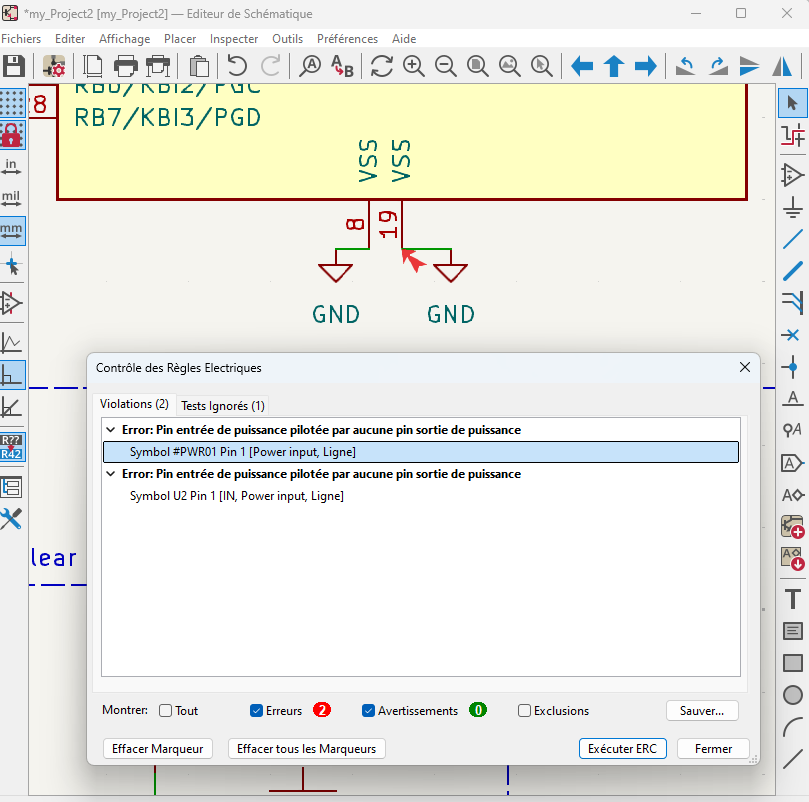 *my_Project2 [my_Project2] — Editeur de Schématique
Fichiers Editer Affichage Placer Inspecter Outils Préférences Aide
A
B
in
mil
mm
R??
R42
A
A
A
A
A
T
8
RB6/KBI2/PGC
RB7/KBI3/PGD
VSS
VSS
8
19
GND
GND
lear
Contrôle des Règles Electriques
Violations (2)
Tests Ignorés (1)
Error: Pin entrée de puissance pilotée par aucune pin sortie de puissance
Symbol #PWR01 Pin 1 [Power input, Ligne]
Error: Pin entrée de puissance pilotée par aucune pin sortie de puissance
Symbol U2 Pin 1 [IN, Power input, Ligne]
Montrer: Tout Erreurs 2 Avertissements 0 Exclusions Sauver...
Effacer Marqueur Effacer tous les Marqueurs Exécuter ERC Fermer